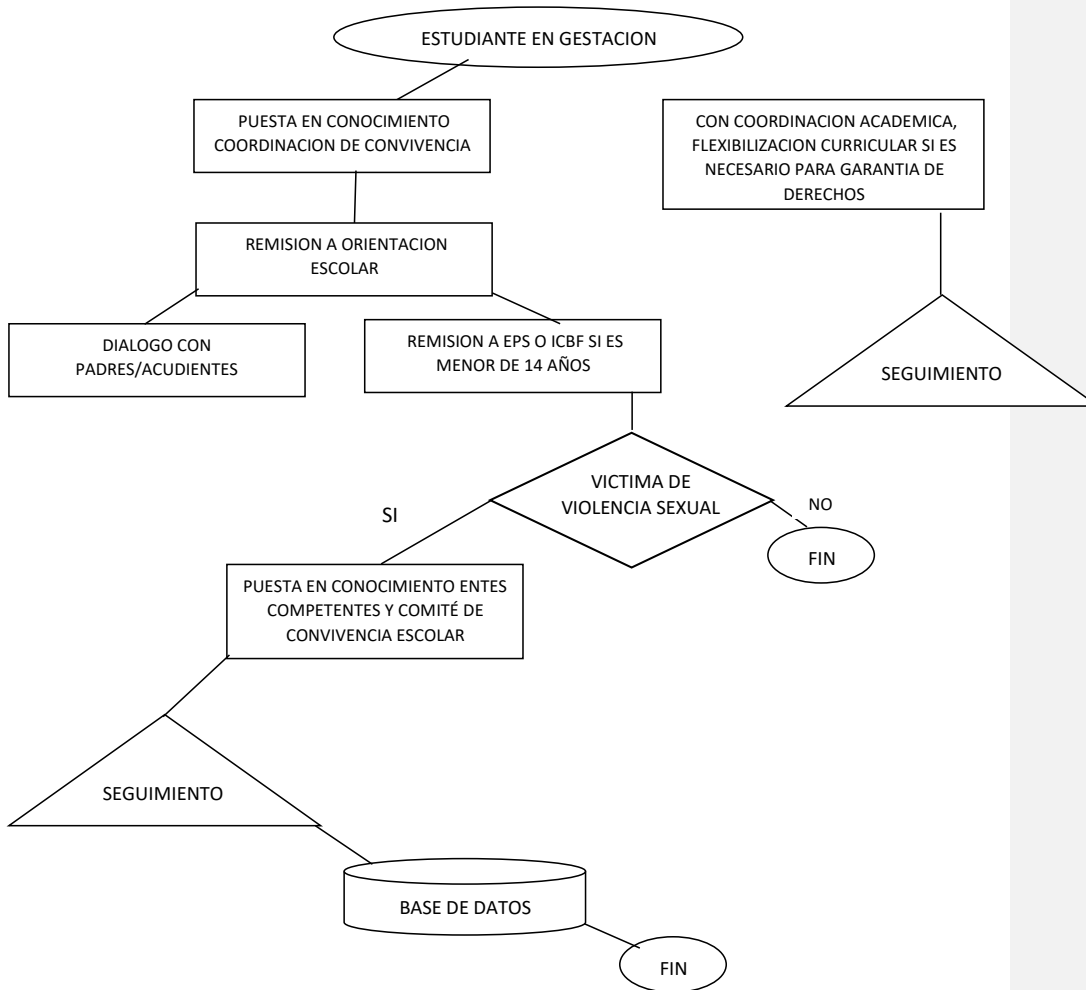 ESTUDIANTE EN GESTACION
PUESTA EN CONOCIMIENTO
COORDINACION DE CONVIVENCIA
CON COORDINACION ACADEMICA,
FLEXIBILIZACION CURRICULAR SI ES
NECESARIO PARA GARANTIA DE
DERECHOS
REMISION A ORIENTACION
ESCOLAR
DIALOGO CON
PADRES/ACUDIENTES
REMISION A EPS O ICBF SI ES
MENOR DE 14 AÑOS
SEGUIMIENTO
VICTIMA DE
VIOLENCIA SEXUAL
SI
NO
FIN
PUESTA EN CONOCIMIENTO ENTES
COMPETENTES Y COMITÉ DE
CONVIVENCIA ESCOLAR
SEGUIMIENTO
BASE DE DATOS
FIN